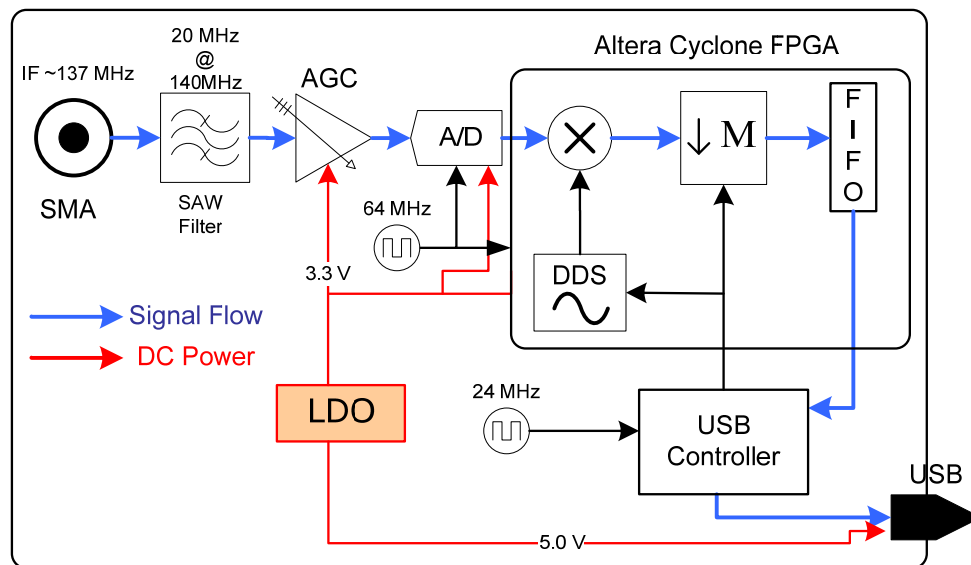 20 MHz
@
140MHz
IF ~137 MHz
AGC
Altera Cyclone FPGA
SMA
SAW
Filter
A/D
64 MHz
M
F
I
F
O
DDS
3.3 V
Signal Flow
DC Power
LDO
24 MHz
USB
Controller
USB
5.0 V